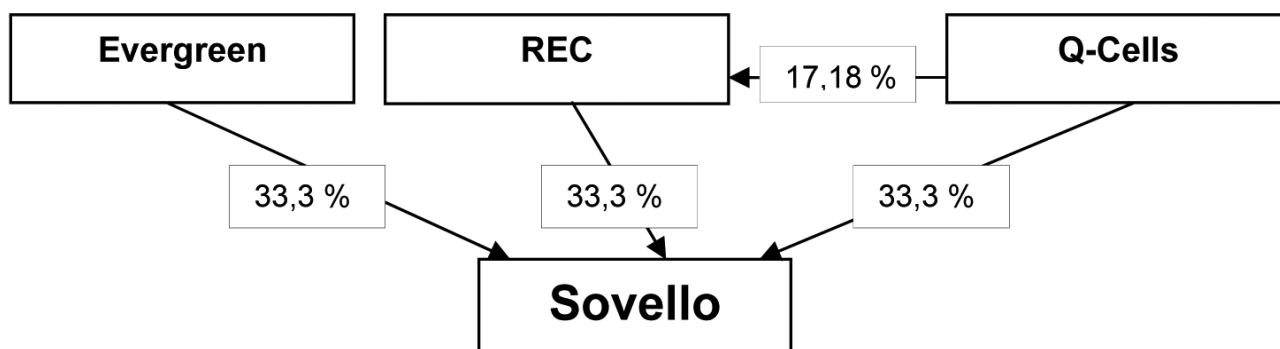 Evergreen
REC
17,18 %
Q-Cells
33,3 %
33,3 %
33,3 %
Sovello